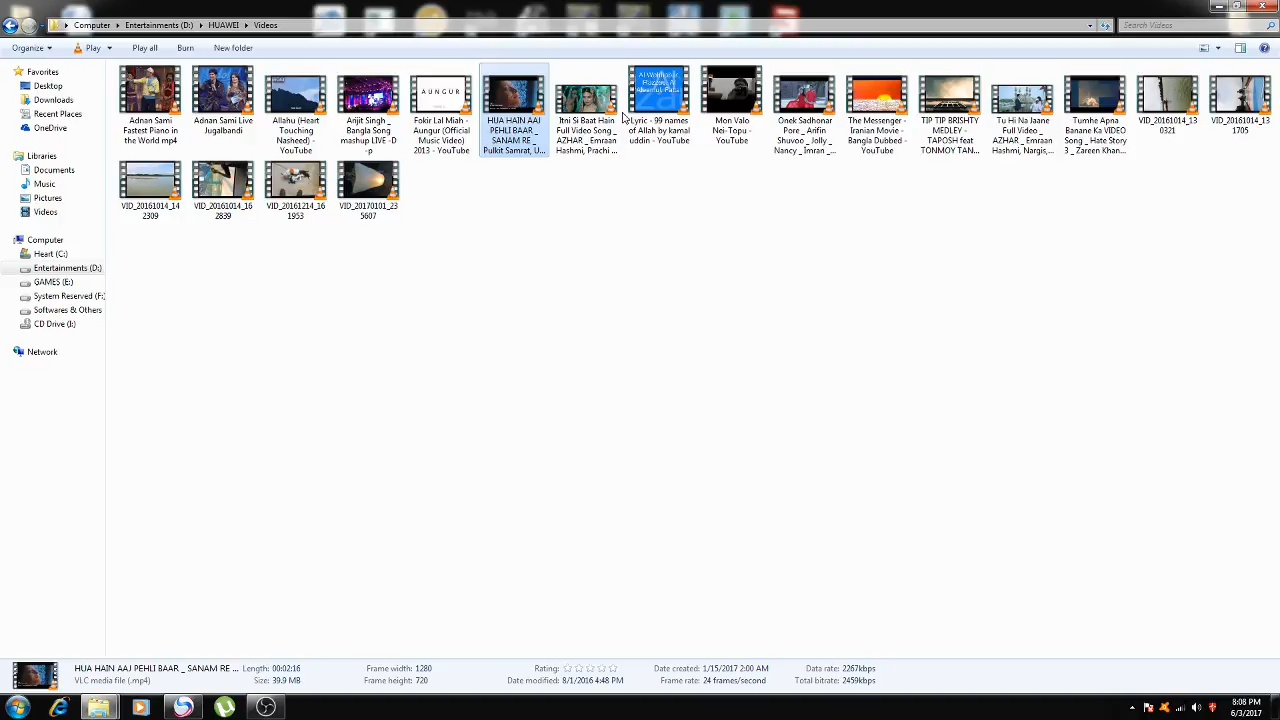 Computer ▸ Entertainments (D:) ▸ HUAWEI ▸ Videos
Search Videos
Organize
Play
Play all
Burn
New folder
Favorites
Desktop
Downloads
Recent Places
OneDrive
Libraries
Documents
Music
Pictures
Videos
Computer
Heart (C:)
Entertainments (D:)
GAMES (E:)
System Reserved (F:
Softwares & Others
CD Drive (I:)
Network
Adnan Sami
Fastest Piano in
the World mp4
Adnan Sami Live
Jugalbandi
Allahu (Heart
Touching
Nasheed) -
YouTube
Arijit Singh _
Bangla Song
mashup LIVE -D
-p
AUNGUR
Fokir Lal Miah -
Aungur (Official
Music Video)
2013 - YouTube
HUA HAIN AAJ
PEHLI BAAR _
SANAM RE _
Pulkit Samrat, U...
Itni Si Baat Hain
Full Video Song _
AZHAR _ Emraan
Hashmi, Prachi ...
Lyric - 99 names
of Allah by kamal
uddin - YouTube
Mon Valo
Nei-Topu -
YouTube
Onek Sadhonar
Pore _ Arifin
Shuvoo _ Jolly _
Nancy _ Imran _...
The Messenger -
Iranian Movie -
Bangla Dubbed -
YouTube
TIP TIP BRISHTY
MEDLEY -
TAPOSH feat
TONMOY TAN...
Tu Hi Na Jaane
Full Video _
AZHAR _ Emraan
Hashmi, Nargis,...
Tumhe Apna
Banane Ka VIDEO
Song _ Hate Story
3 _ Zareen Khan...
VID_20161014_13
0321
VID_20161014_13
1705
VID_20161014_14
2309
VID_20161014_16
2839
VID_20161214_16
1953
VID_20170101_23
5607
HUA HAIN AAJ PEHLI BAAR _ SANAM RE ...
VLC media file (.mp4)
Length: 00:02:16
Size: 39.9 MB
Frame width: 1280
Frame height: 720
Rating:
Date modified: 8/1/2016 4:48 PM
Date created: 1/15/2017 2:00 AM
Frame rate: 24 frames/second
Data rate: 2267kbps
Total bitrate: 2459kbps
8:08 PM
6/3/2017